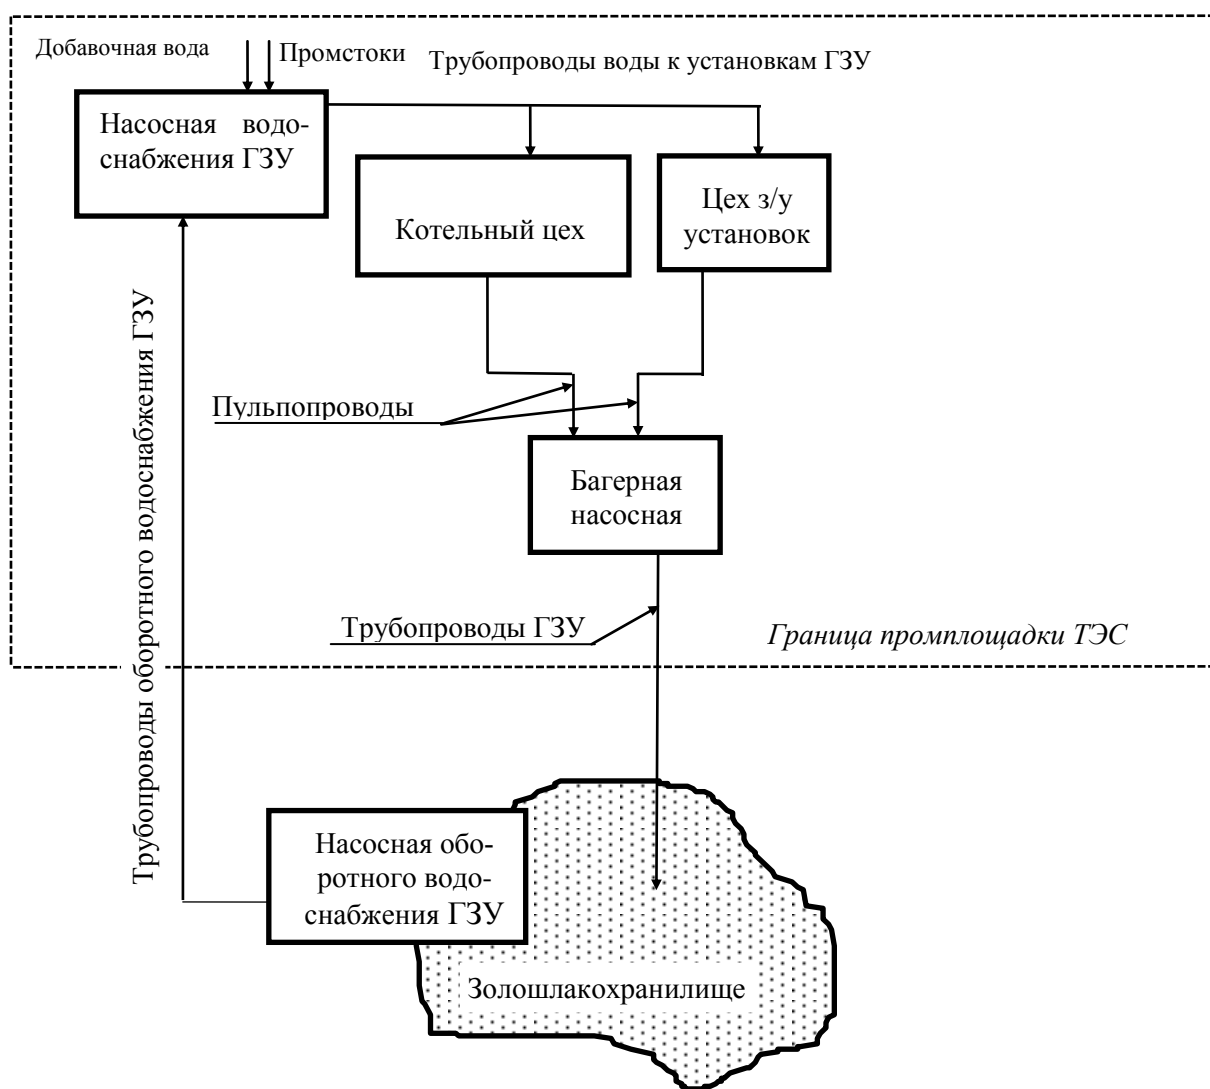 Добавочная вода
Промстоки
Трубопроводы воды к установкам ГЗУ
Насосная водо-
снабжения ГЗУ
Котельный цех
Цех з/у
установок
Трубопроводы оборотного водоснабжения ГЗУ
Пульпопроводы
Багерная
насосная
Трубопроводы ГЗУ
Граница промплощадки ТЭС
Насосная обо-
ротного водо-
снабжения ГЗУ
Золошлакохранилище